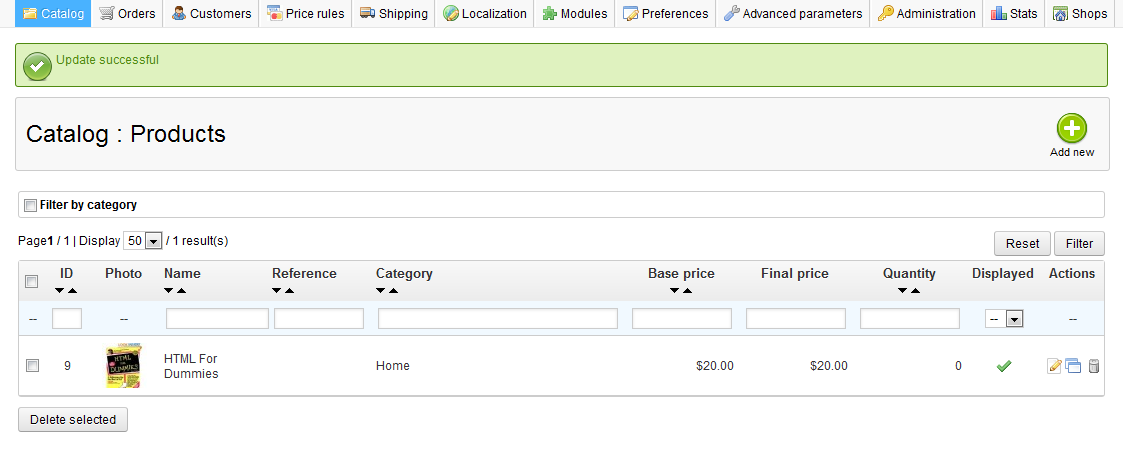 Catalog Orders Customers Price rules Shipping Localization Modules Preferences Advanced parameters Administration Stats Shops
Update successful
Catalog : Products
Add new
Filter by category
Page1 / 1 | Display 50 / 1 result(s)
Reset Filter
ID Photo Name Reference Category Base price Final price Quantity Displayed Actions
-- -- -- --
9 HTML For Dummies Home $20.00 $20.00 0
HTML
FOR
DUMMIES
Delete selected